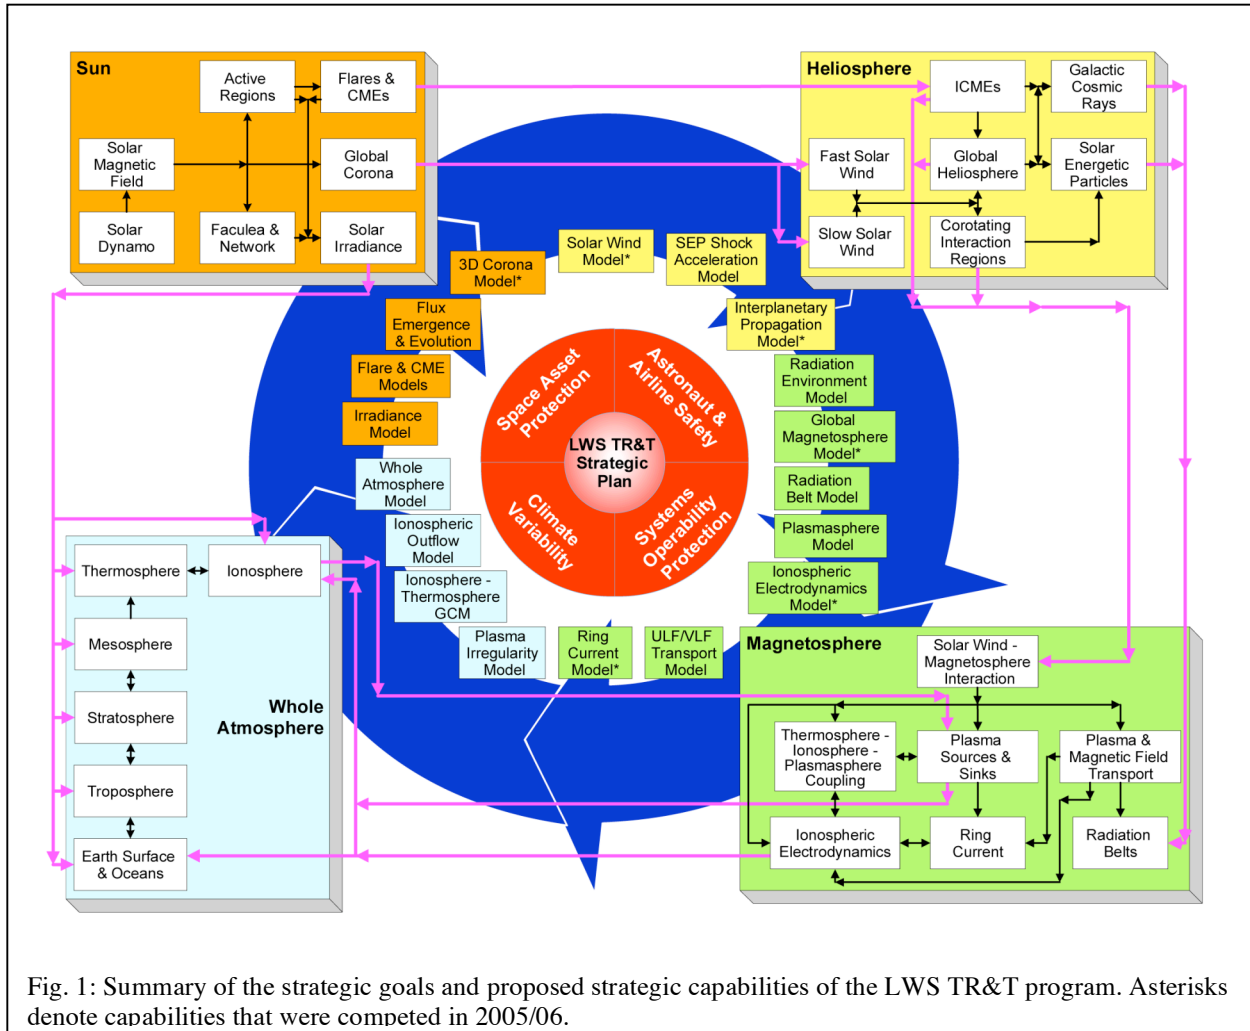 Sun
Active
Regions
Flares &
CMEs
Solar
Magnetic
Field
Global
Corona
Solar
Dynamo
Faculea &
Network
Solar
Irradiance
Heliosphere
ICMEs
Galactic
Cosmic
Rays
Fast Solar
Wind
Global
Heliosphere
Solar
Energetic
Particles
Slow Solar
Wind
Corotating
Interaction
Regions
3D Corona
Model*
Solar Wind
Model*
SEP Shock
Acceleration
Model
Flux
Emergence
& Evolution
Interplanetary
Propagation
Model*
Flare & CME
Models
Radiation
Environment
Model
Irradiance
Model
Global
Magnetosphere
Model*
Whole
Atmosphere
Model
Radiation
Belt Model
Ionospheric
Outflow
Model
Plasmasphere
Model
Ionosphere -
Thermosphere
GCM
Ionospheric
Electrodynamics
Model*
Plasma
Irregularity
Model
Ring
Current
Model*
ULF/VLF
Transport
Model
Space Asset
Protection
Astronaut &
Airline Safety
LWS TR&T
Strategic
Plan
Climate
Variability
Systems
Operability
Protection
Thermosphere
Ionosphere
Mesosphere
Stratosphere
Whole
Atmosphere
Troposphere
Earth Surface
& Oceans
Magnetosphere
Solar Wind -
Magnetosphere
Interaction
Thermosphere -
Ionosphere -
Plasmasphere
Coupling
Plasma
Sources &
Sinks
Plasma &
Magnetic Field
Transport
Ionospheric
Electrodynamics
Ring
Current
Radiation
Belts
Fig. 1: Summary of the strategic goals and proposed strategic capabilities of the LWS TR&T program. Asterisks
denote capabilities that were competed in 2005/06.